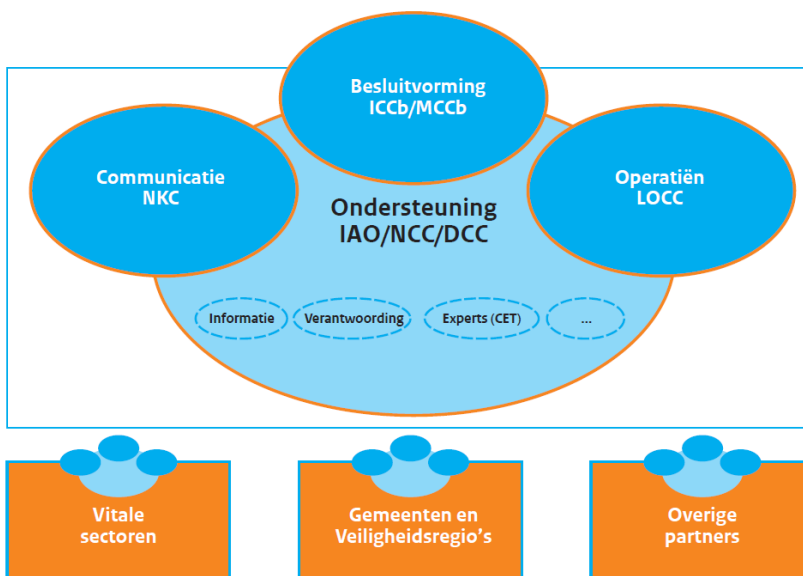 Besluitvorming
ICCb/MCCb
Communicatie
NKC
Operatiën
LOCC
Ondersteuning
IAO/NCC/DCC
Informatie
Verantwoording
Experts (CET)
...
Vitale
sectoren
Gemeenten en
Veiligheidsregio's
Overige
partners